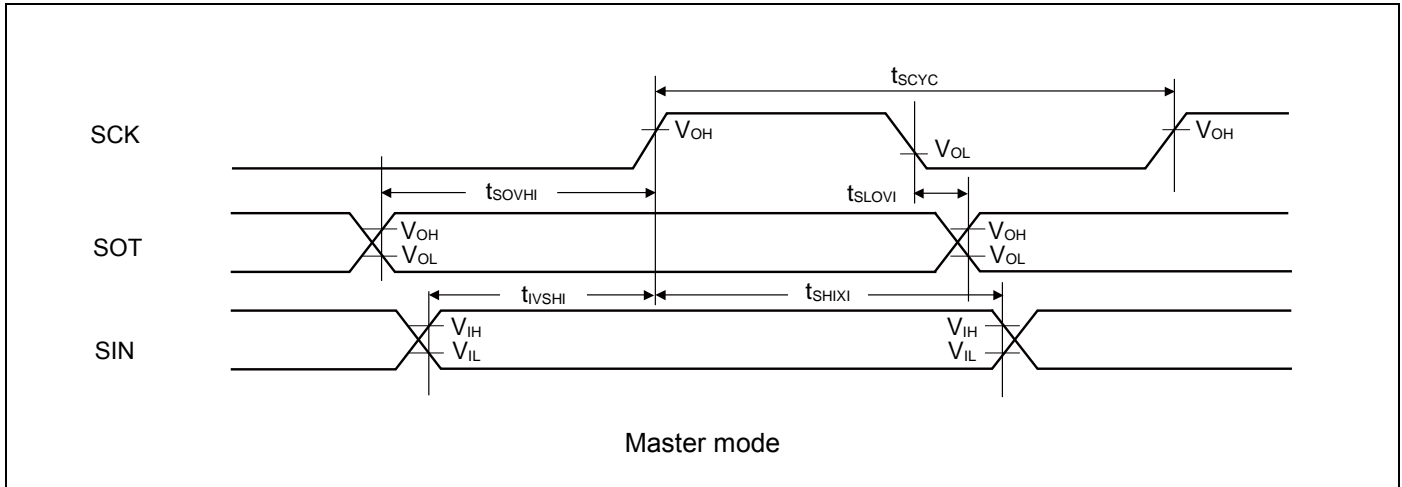 tSCYC
SCK
VOH
VOL
VOH
tSOVHI
tSLOVI
SOT
VOH
VOL
VOH
VOL
tIVSHI
tSHIXI
SIN
VIH
VIL
VIH
VIL
Master mode